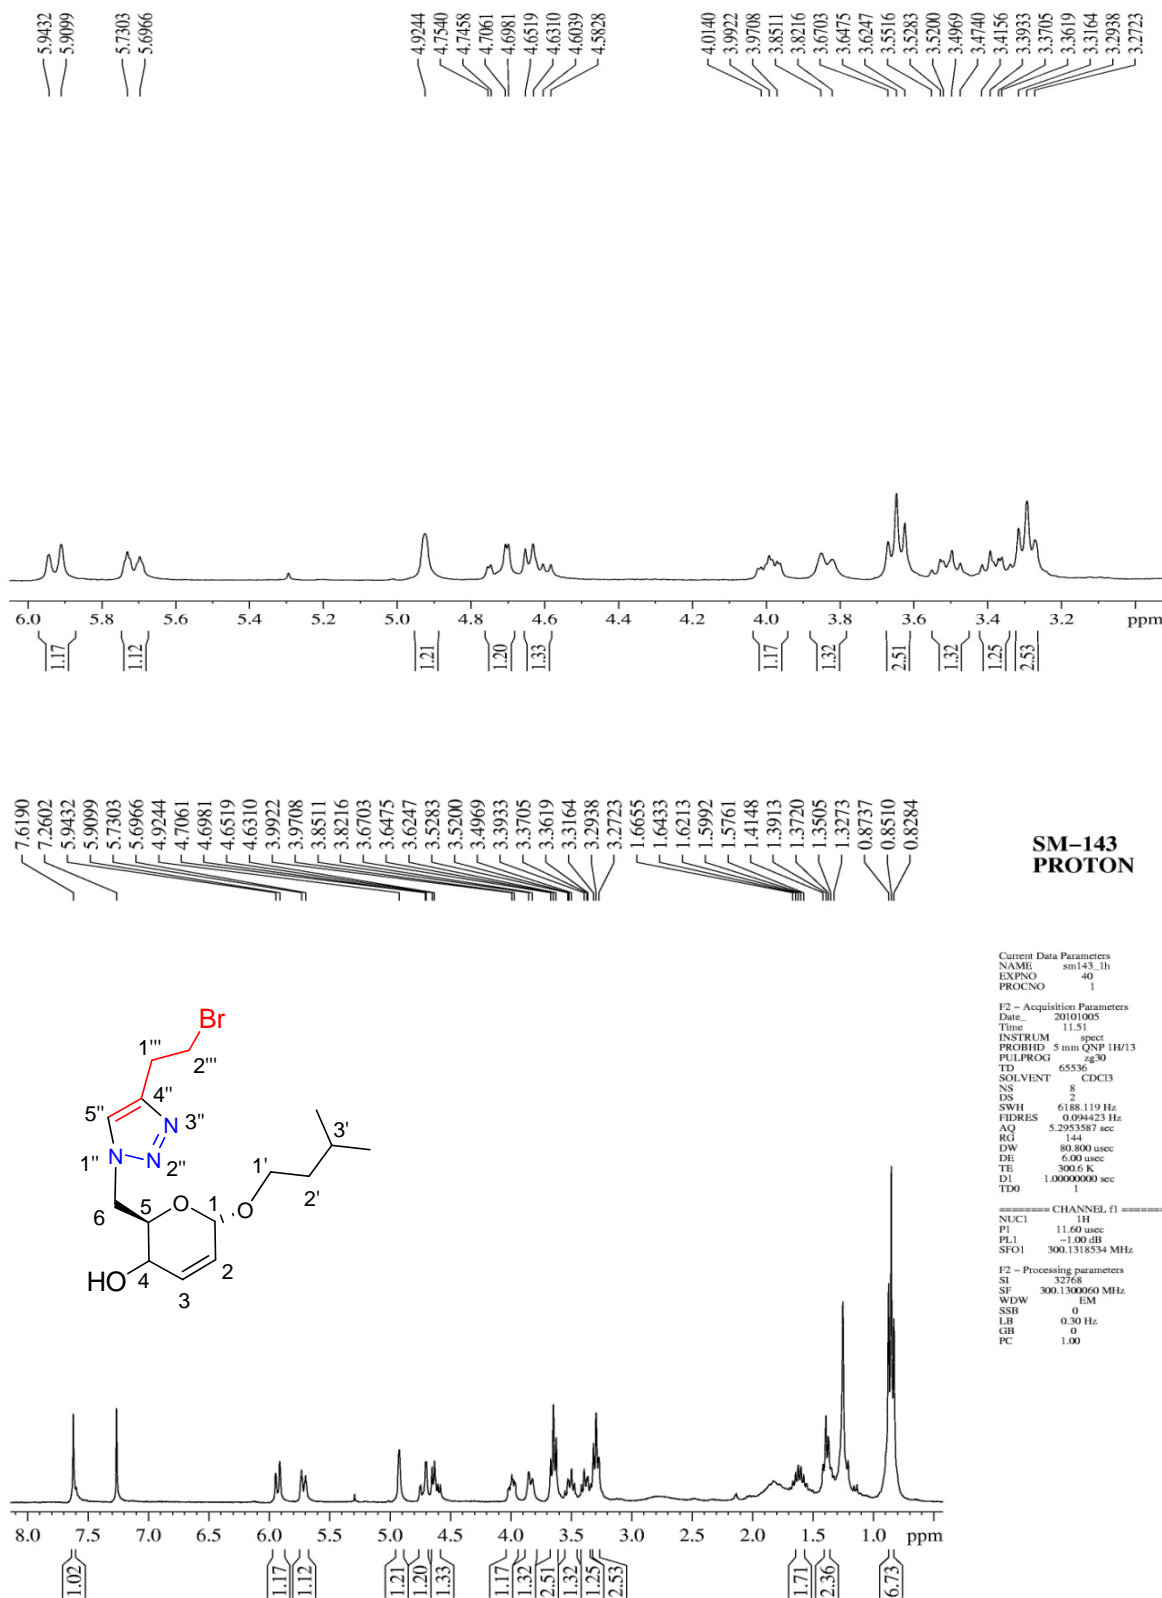 5.9432 5.9099 5.7303 5.6966 4.9244 4.7540 4.7458 4.7061 4.6981 4.6519 4.6310 4.6039 4.5828 4.0140 3.9922 3.9708 3.8511 3.8216 3.6703 3.6475 3.6247 3.5516 3.5283 3.5200 3.4969 3.4740 3.4156 3.3933 3.3705 3.3619 3.3164 3.2938 3.2723
6.0 5.8 5.6 5.4 5.2 5.0 4.8 4.6 4.4 4.2 4.0 3.8 3.6 3.4 3.2 ppm
1.17 1.12 1.21 1.20 1.33 1.17 1.32 2.51 1.32 1.25 2.53
7.6190 7.2602 5.9432 5.9099 5.7303 5.6966 4.9244 4.7061 4.6981 4.6519 4.6310 3.9922 3.9708 3.8511 3.8216 3.6703 3.6475 3.6247 3.5283 3.5200 3.4969 3.3933 3.3705 3.3619 3.3164 3.2938 3.2723 1.6655 1.6433 1.6213 1.5992 1.5761 1.4148 1.3913 1.3720 1.3505 1.3273 0.8737 0.8510 0.8284
SM-143
PROTON
Current Data Parameters
NAME sm143_1h
EXPNO 40
PROCNO 1
F2 - Acquisition Parameters
Date_ 20101005
Time 11.51
INSTRUM spect
PROBHD 5 mm QNP 1H/13
PULPROG zg30
TD 65536
SOLVENT CDCl3
NS 8
DS 2
SWH 6188.119 Hz
FIDRES 0.094423 Hz
AQ 5.2953587 sec
RG 144
DW 80.800 usec
DE 6.00 usec
TE 300.6 K
D1 1.00000000 sec
TD0 1
======== CHANNEL f1 ========
NUC1 1H
P1 11.60 usec
PL1 -1.00 dB
SFO1 300.1318534 MHz
F2 - Processing parameters
SI 32768
SF 300.1300060 MHz
WDW EM
SSB 0
LB 0.30 Hz
GB 0
PC 1.00
Br
1'''
2'''
4''
5''
N 3''
1'' N N 2''
3'
1'
2'
6 5 O 1 O
HO 4 2
3
8.0 7.5 7.0 6.5 6.0 5.5 5.0 4.5 4.0 3.5 3.0 2.5 2.0 1.5 1.0 ppm
1.02 1.17 1.12 1.21 1.20 1.33 1.17 1.32 2.51 1.32 1.25 2.53 1.71 2.36 6.73